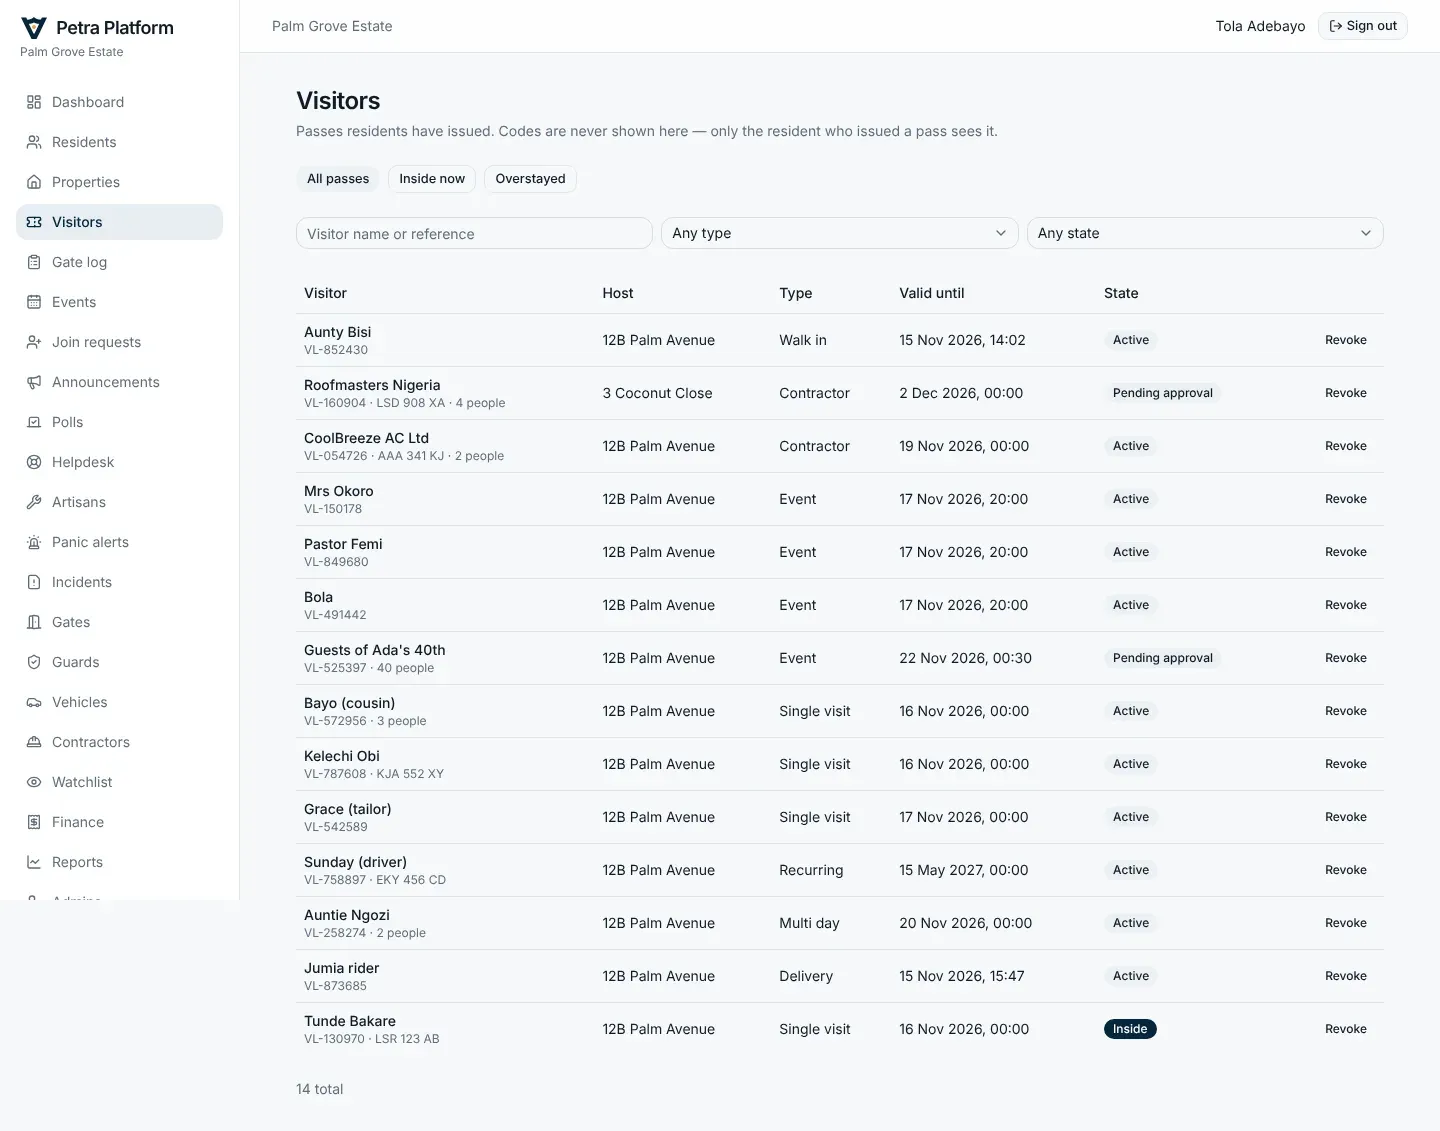 Petra Platform
Palm Grove Estate
Dashboard
Residents
Properties
Visitors
Gate log
Events
Join requests
Announcements
Polls
Helpdesk
Artisans
Panic alerts
Incidents
Gates
Guards
Vehicles
Contractors
Watchlist
Finance
Reports
Admins
Palm Grove Estate
Tola Adebayo
Sign out
Visitors
Passes residents have issued. Codes are never shown here — only the resident who issued a pass sees it.
All passes Inside now Overstayed
Visitor name or reference Any type Any state
Visitor Host Type Valid until State
Aunty Bisi
VL-852430
12B Palm Avenue Walk in 15 Nov 2026, 14:02 Active Revoke
Roofmasters Nigeria
VL-160904 · LSD 908 XA · 4 people
3 Coconut Close Contractor 2 Dec 2026, 00:00 Pending approval Revoke
CoolBreeze AC Ltd
VL-054726 · AAA 341 KJ · 2 people
12B Palm Avenue Contractor 19 Nov 2026, 00:00 Active Revoke
Mrs Okoro
VL-150178
12B Palm Avenue Event 17 Nov 2026, 20:00 Active Revoke
Pastor Femi
VL-849680
12B Palm Avenue Event 17 Nov 2026, 20:00 Active Revoke
Bola
VL-491442
12B Palm Avenue Event 17 Nov 2026, 20:00 Active Revoke
Guests of Ada's 40th
VL-525397 · 40 people
12B Palm Avenue Event 22 Nov 2026, 00:30 Pending approval Revoke
Bayo (cousin)
VL-572956 · 3 people
12B Palm Avenue Single visit 16 Nov 2026, 00:00 Active Revoke
Kelechi Obi
VL-787608 · KJA 552 XY
12B Palm Avenue Single visit 16 Nov 2026, 00:00 Active Revoke
Grace (tailor)
VL-542589
12B Palm Avenue Single visit 17 Nov 2026, 00:00 Active Revoke
Sunday (driver)
VL-758897 · EKY 456 CD
12B Palm Avenue Recurring 15 May 2027, 00:00 Active Revoke
Auntie Ngozi
VL-258274 · 2 people
12B Palm Avenue Multi day 20 Nov 2026, 00:00 Active Revoke
Jumia rider
VL-873685
12B Palm Avenue Delivery 15 Nov 2026, 15:47 Active Revoke
Tunde Bakare
VL-130970 · LSR 123 AB
12B Palm Avenue Single visit 16 Nov 2026, 00:00 Inside Revoke
14 total